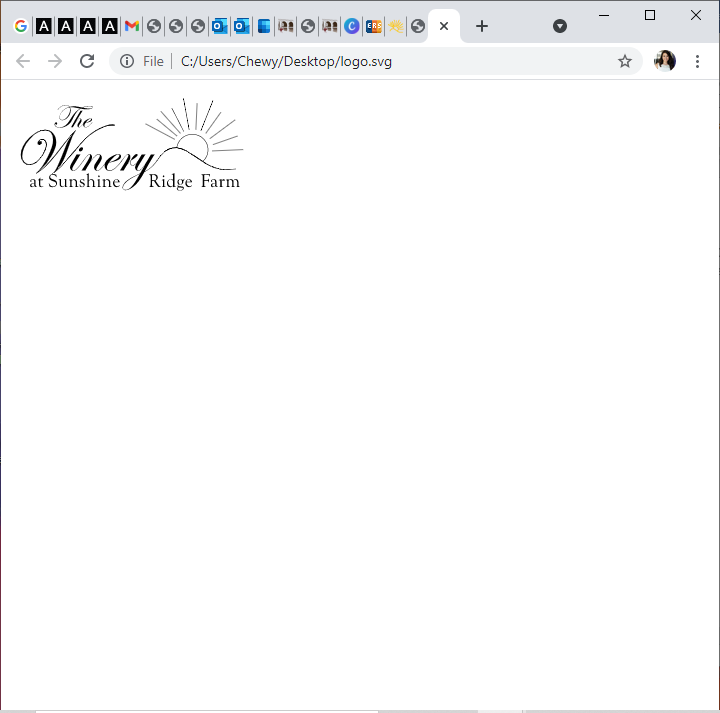 File
C:/Users/Chewy/Desktop/logo.svg
The
Winery
at Sunshine Ridge Farm